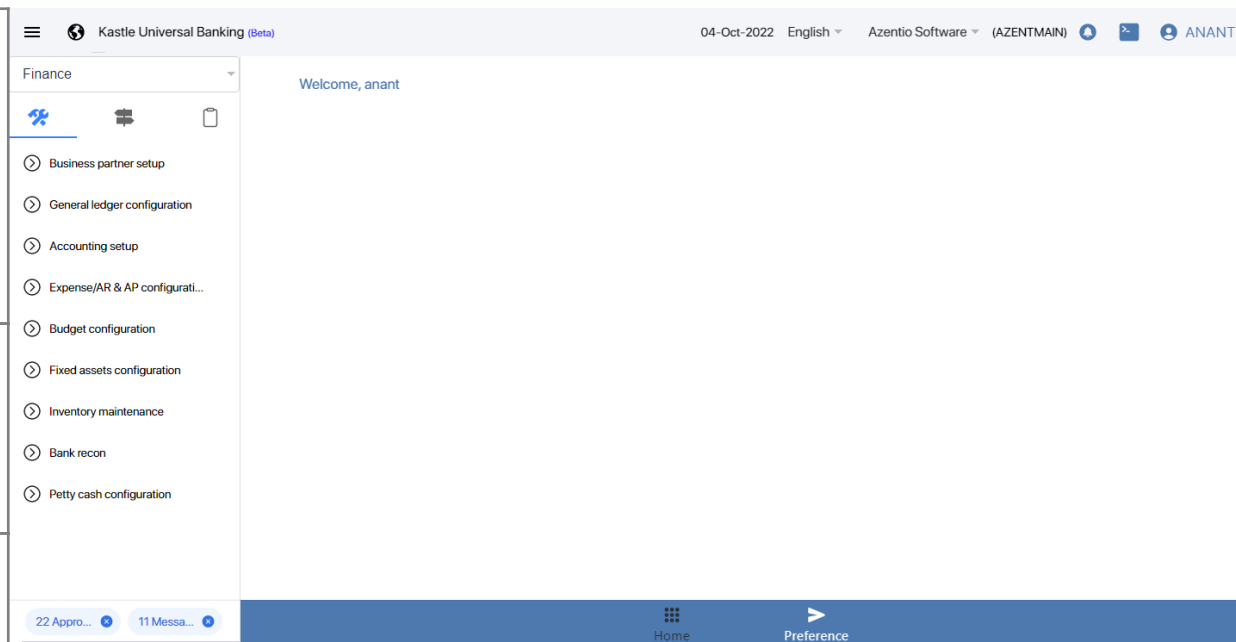 Kastle Universal Banking (Beta)
04-Oct-2022 English Azentio Software (AZENTMAIN) ANANT
Finance
Welcome, anant
Business partner setup
General ledger configuration
Accounting setup
Expense/AR & AP configurati...
Budget configuration
Fixed assets configuration
Inventory maintenance
Bank recon
Petty cash configuration
22 Appro... 11 Messa...
Home Preference